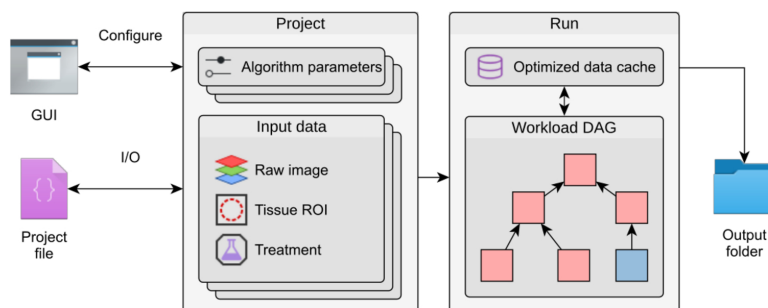 Project
Run
Configure
GUI
Algorithm parameters
Optimized data cache
Input data
Workload DAG
I/O
{}
Raw image
Tissue ROI
Treatment
Project
file
Output
folder